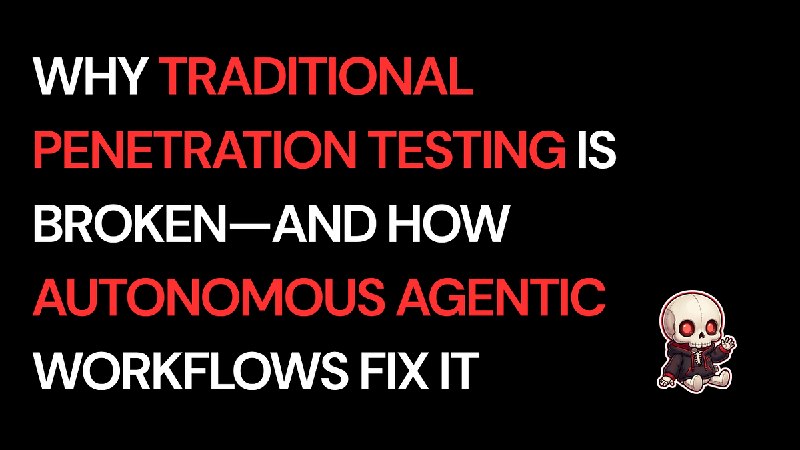 WHY TRADITIONAL
PENETRATION TESTING IS
BROKEN—AND HOW
AUTONOMOUS AGENTIC
WORKFLOWS FIX IT